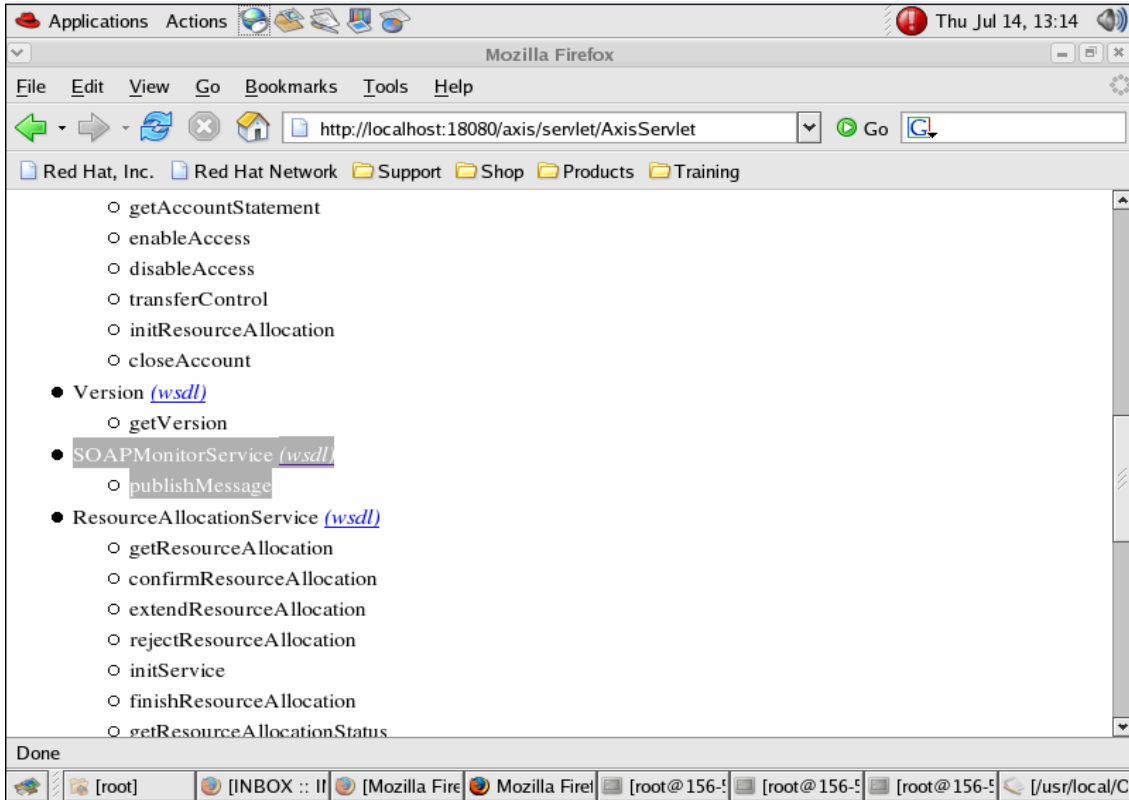 Applications Actions Thu Jul 14, 13:14
Mozilla Firefox
File Edit View Go Bookmarks Tools Help
http://localhost:18080/axis/servlet/AxisServlet Go G
Red Hat, Inc. Red Hat Network Support Shop Products Training
getAccountStatement
enableAccess
disableAccess
transferControl
initResourceAllocation
closeAccount
Version (wsdl)
getVersion
SOAPMonitorService (wsdl)
publishMessage
ResourceAllocationService (wsdl)
getResourceAllocation
confirmResourceAllocation
extendResourceAllocation
rejectResourceAllocation
initService
finishResourceAllocation
getResourceAllocationStatus
Done
[root] [INBOX :: [Mozilla Fire Mozilla Firef [root@156- [root@156- [root@156- [/usr/local/